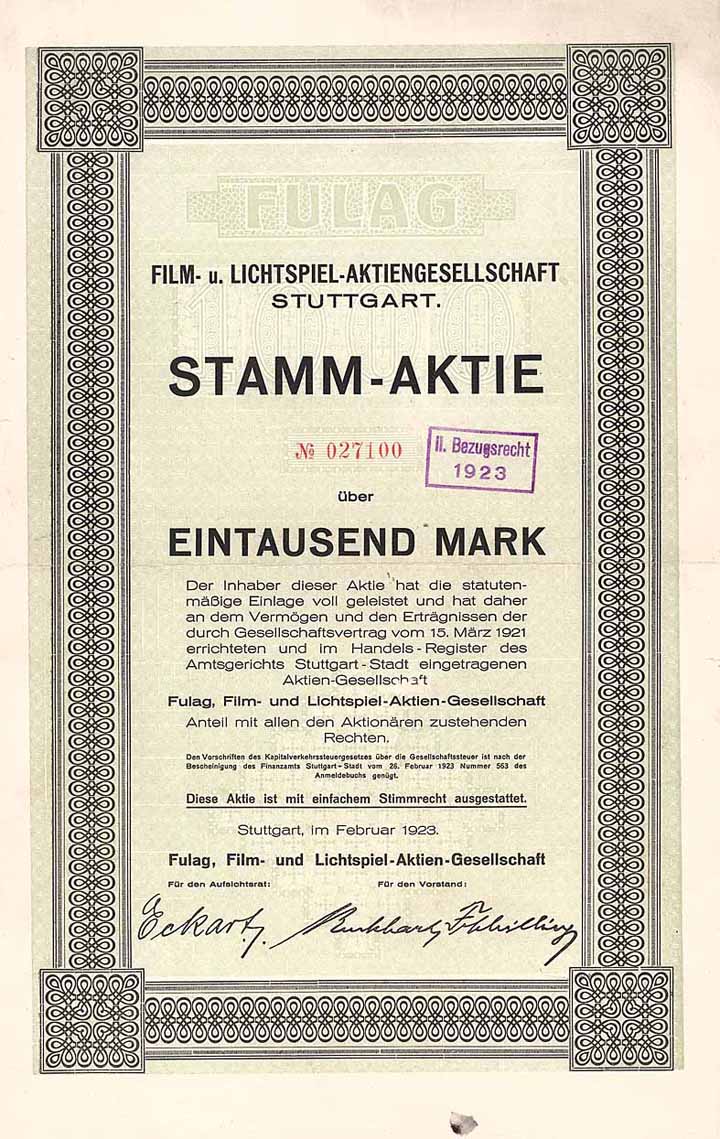 FULAG
FILM- u. LICHTSPIEL-AKTIENGESELLSCHAFT
STUTTGART.
1000
STAMM-AKTIE
№ 027100
II. Bezugsrecht
1923
über
EINTAUSEND MARK
Der Inhaber dieser Aktie hat die statuten-
mäßige Einlage voll geleistet und hat daher
an dem Vermögen und den Erträgnissen der
durch Gesellschaftsvertrag vom 15. März 1921
errichteten und im Handels-Register des
Amtsgerichts Stuttgart-Stadt eingetragenen
Aktien-Gesellschaft
Fulag, Film- und Lichtspiel-Aktien-Gesellschaft
Anteil mit allen den Aktionären zustehenden
Rechten.
Den Vorschriften des Kapitalverkehrssteuergesetzes über die Gesellschaftssteuer ist nach der
Bescheinigung des Finanzamts Stuttgart-Stadt vom 26. Februar 1923 Nummer 563 des
Anmeldebuchs genügt.
Diese Aktie ist mit einfachem Stimmrecht ausgestattet.
Stuttgart, im Februar 1923.
Fulag, Film- und Lichtspiel-Aktien-Gesellschaft
Für den Aufsichtsrat: Für den Vorstand:
Eckart